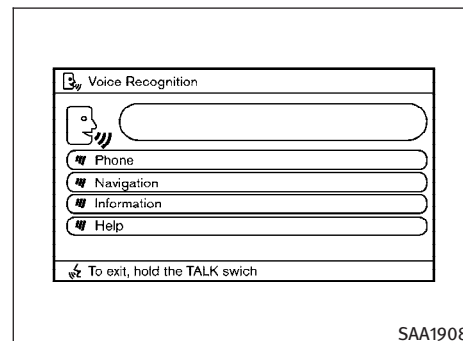 Voice Recognition
Phone
Navigation
Information
Help
To exit, hold the TALK swich
SAA1908